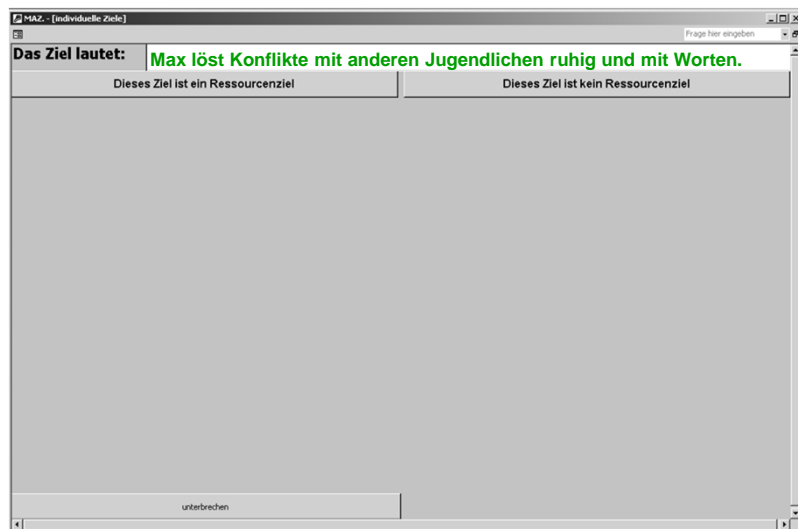 MAZ. - [individuelle Ziele]
Frage hier eingeben
Das Ziel lautet:
Max löst Konflikte mit anderen Jugendlichen ruhig und mit Worten.
Dieses Ziel ist ein Ressourcenziel
Dieses Ziel ist kein Ressourcenziel
unterbrechen